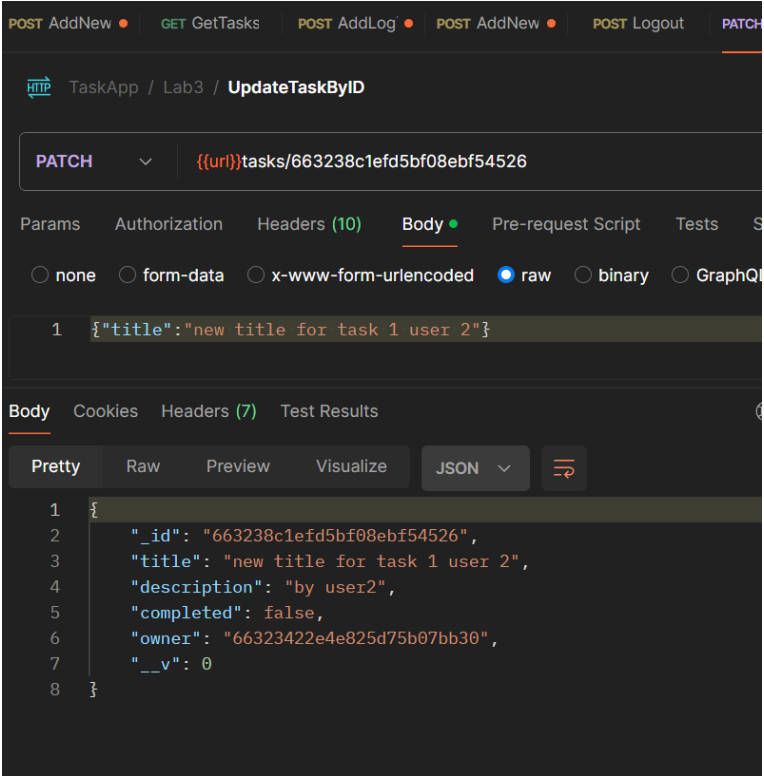 POST AddNew GET GetTasks POST AddLog POST AddNew POST Logout PATCH
HTTP TaskApp / Lab3 / UpdateTaskByID
PATCH {{url}}tasks/663238c1efd5bf08ebf54526
Params Authorization Headers (10) Body Pre-request Script Tests S
none form-data x-www-form-urlencoded raw binary GraphQl
1 {"title":"new title for task 1 user 2"}
Body Cookies Headers (7) Test Results
Pretty Raw Preview Visualize JSON
1 {
2 "_id": "663238c1efd5bf08ebf54526",
3 "title": "new title for task 1 user 2",
4 "description": "by user2",
5 "completed": false,
6 "owner": "66323422e4e825d75b07bb30",
7 "__v": 0
8 }